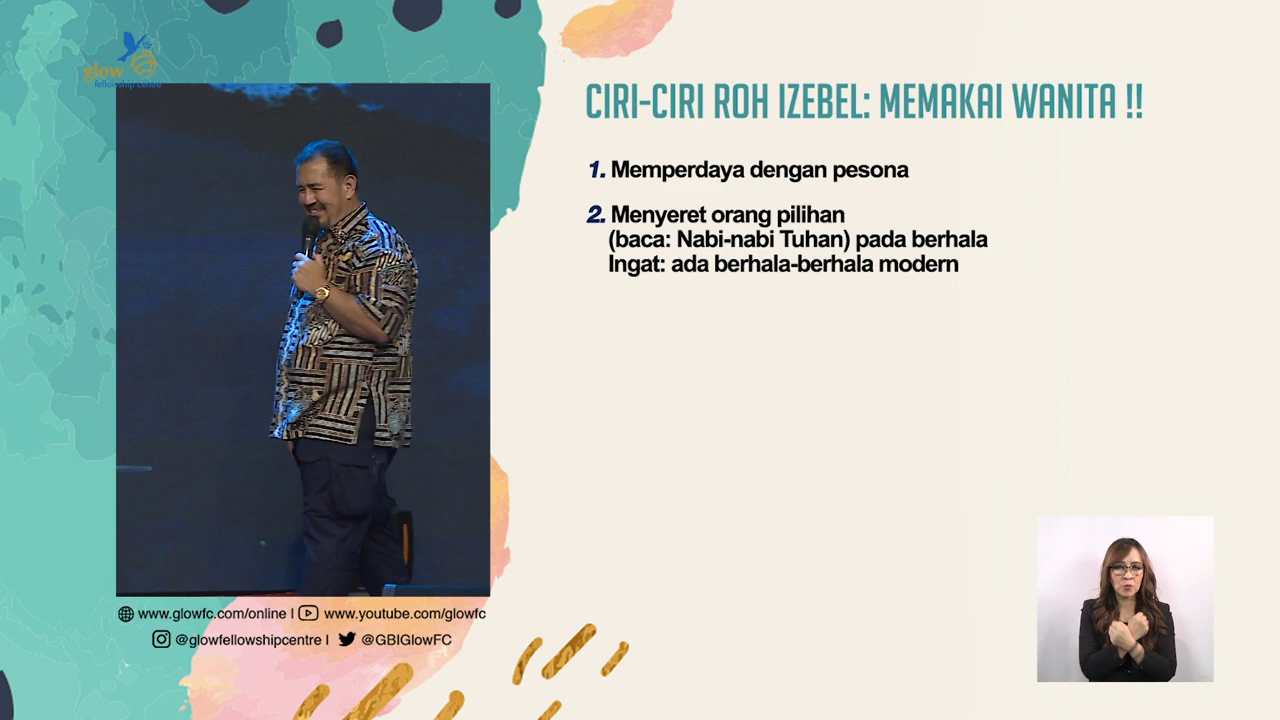 glow
fellowship centre
CIRI-CIRI ROH IZEBEL: MEMAKAI WANITA !!
1. Memperdaya dengan pesona
2. Menyeret orang pilihan
(baca: Nabi-nabi Tuhan) pada berhala
Ingat: ada berhala-berhala modern
www.glowfc.com/online I www.youtube.com/glowfc
@glowfellowshipcentre I @GBIGlowFC